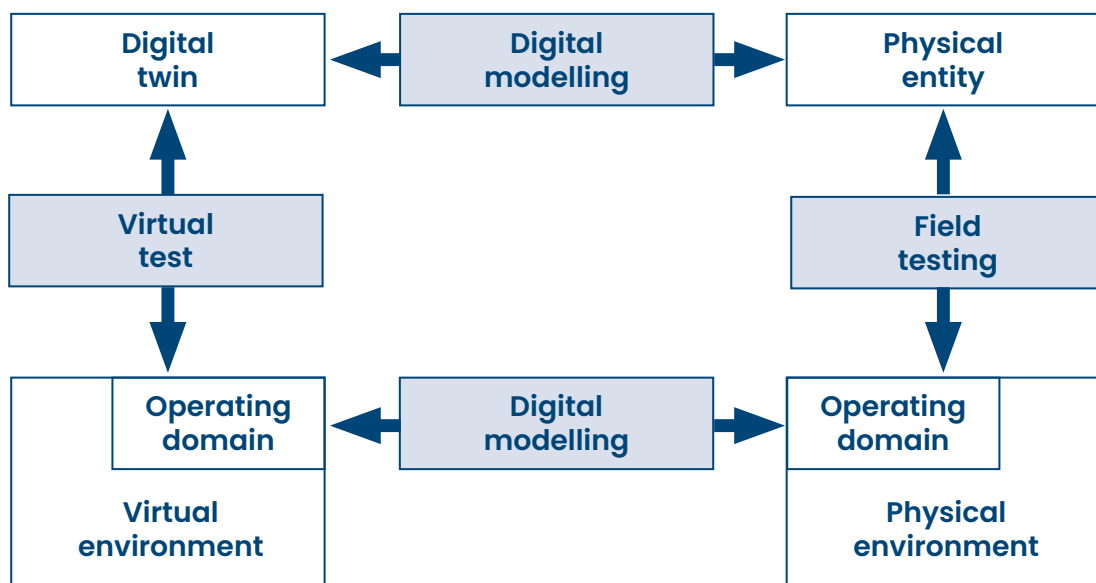 Digital
twin
Digital
modelling
Physical
entity
Virtual
test
Field
testing
Operating
domain
Digital
modelling
Operating
domain
Virtual
environment
Physical
environment